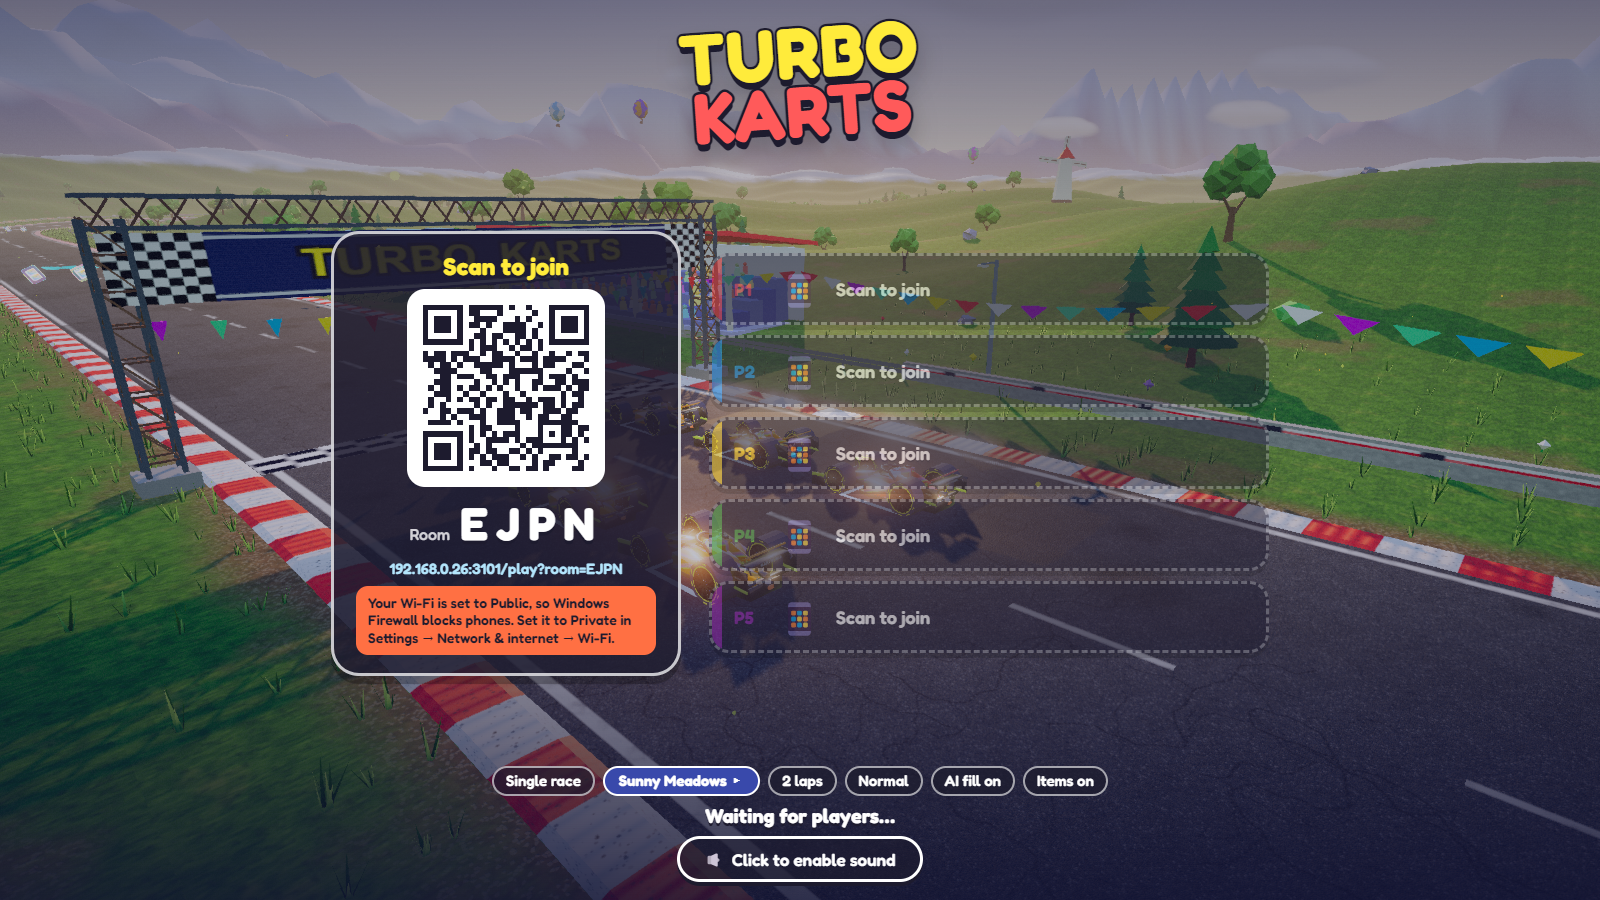 TURBO
KARTS
TURBO KARTS
Scan to join
Room EJPN
192.168.0.26:3101/play?room=EJPN
Your Wi-Fi is set to Public, so Windows
Firewall blocks phones. Set it to Private in
Settings → Network & internet → Wi-Fi.
P1 Scan to join
P2 Scan to join
P3 Scan to join
P4 Scan to join
P5 Scan to join
Single race Sunny Meadows ▸ 2 laps Normal AI fill on Items on
Waiting for players...
Click to enable sound